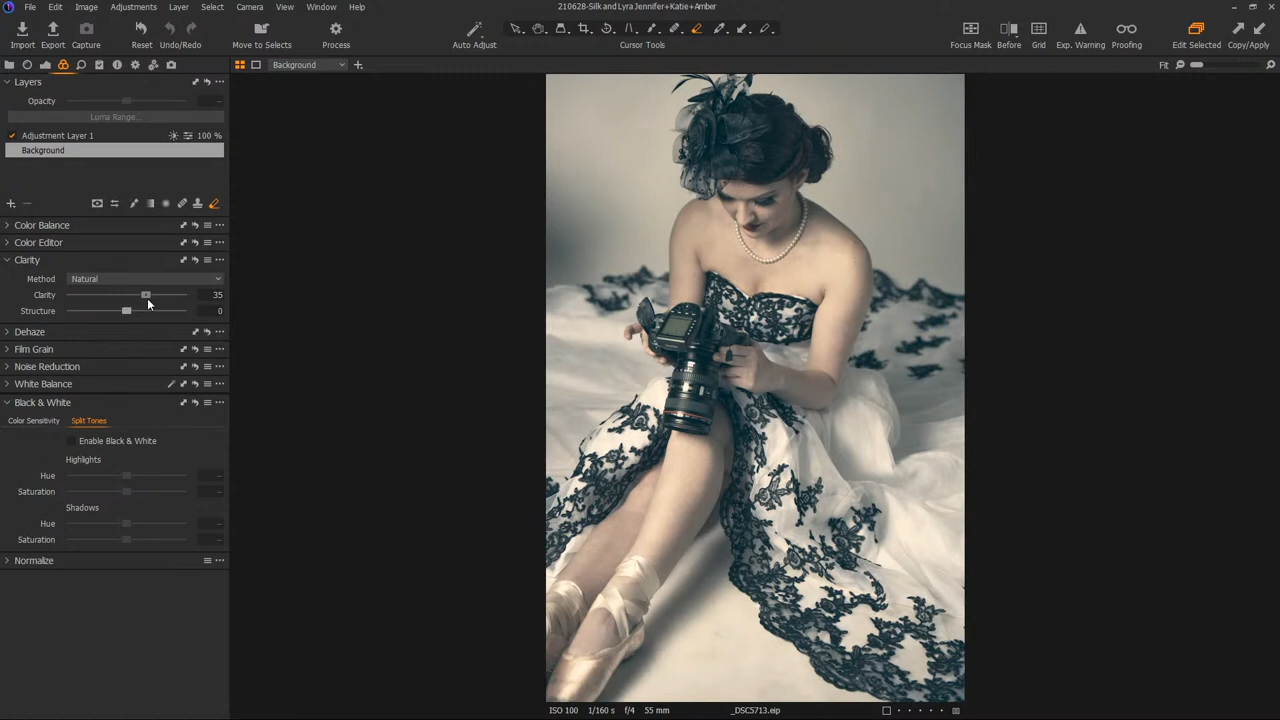 210628-Silk and Lyra Jennifer+Katie+Amber
File Edit Image Adjustments Layer Select Camera View Window Help
Import Export Capture Reset Undo/Redo Move to Selects Process Auto Adjust Cursor Tools Focus Mask Before Grid Exp. Warning Proofing Edit Selected Copy/Apply
Background Fit
Layers
Opacity
Luma Range...
Adjustment Layer 1 100 %
Background
Color Balance
Color Editor
Clarity
Method Natural
Clarity 35
Structure 0
Dehaze
Film Grain
Noise Reduction
White Balance
Black & White
Color Sensitivity Split Tones
Enable Black & White
Highlights
Hue
Saturation
Shadows
Hue
Saturation
Normalize
ISO 100 1/160 s f/4 55 mm _DSC5713.eip